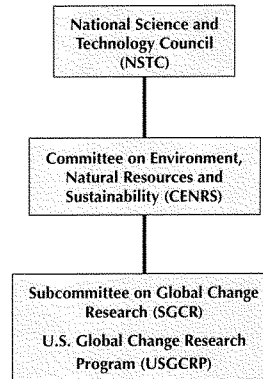 National Science and
Technology Council
(NSTC)
Committee on Environment,
Natural Resources and
Sustainability (CENRS)
Subcommittee on Global Change
Research (SGCR)
U.S. Global Change Research
Program (USGCRP)